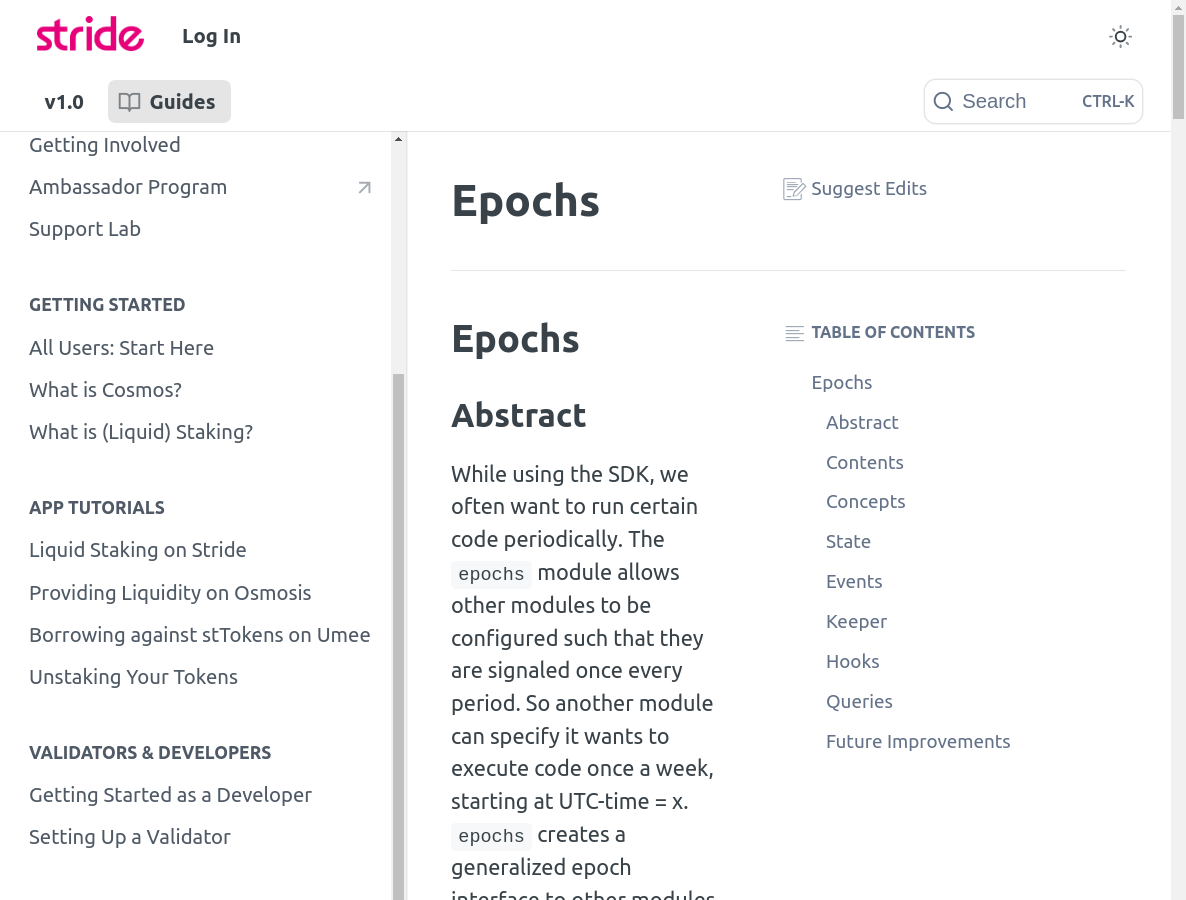 stride
Log In
v1.0
Guides
Search
CTRL-K
Getting Involved
Ambassador Program
Support Lab
GETTING STARTED
All Users: Start Here
What is Cosmos?
What is (Liquid) Staking?
APP TUTORIALS
Liquid Staking on Stride
Providing Liquidity on Osmosis
Borrowing against stTokens on Umee
Unstaking Your Tokens
VALIDATORS & DEVELOPERS
Getting Started as a Developer
Setting Up a Validator
Epochs
Suggest Edits
Epochs
Abstract
While using the SDK, we
often want to run certain
code periodically. The
epochs module allows
other modules to be
configured such that they
are signaled once every
period. So another module
can specify it wants to
execute code once a week,
starting at UTC-time = x.
epochs creates a
generalized epoch
interface to other modules
TABLE OF CONTENTS
Epochs
Abstract
Contents
Concepts
State
Events
Keeper
Hooks
Queries
Future Improvements